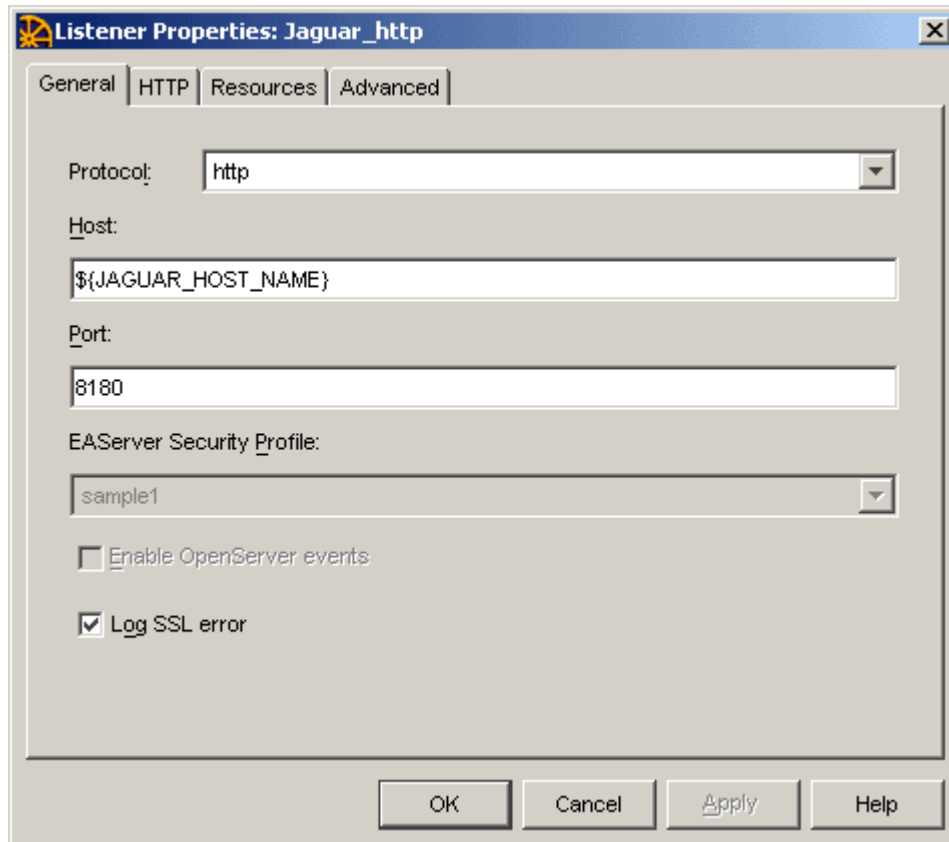 Listener Properties: Jaguar_http
General HTTP Resources Advanced
Protocol: http
Host:
${JAGUAR_HOST_NAME}
Port:
8180
EAServer Security Profile:
sample1
Enable OpenServer events
Log SSL error
OK Cancel Apply Help